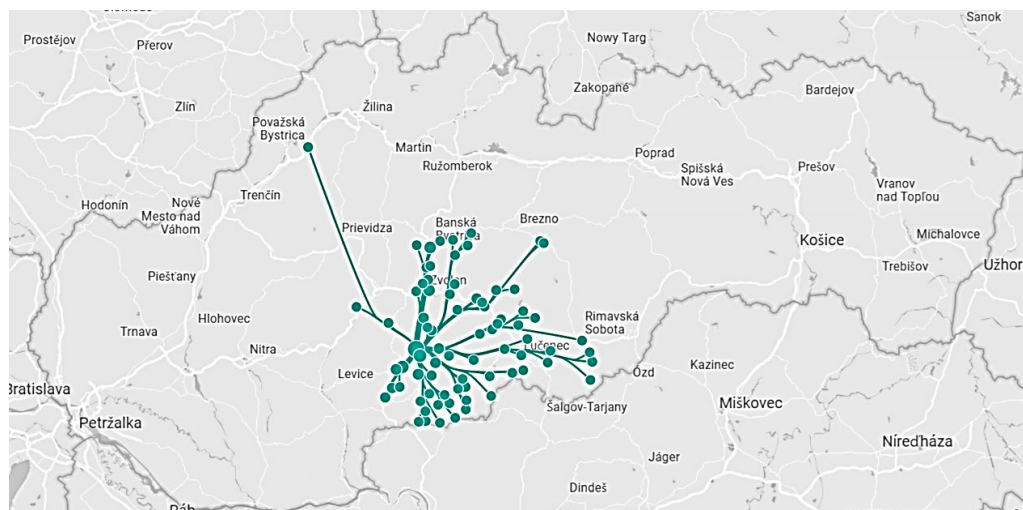 Sanok
Prostějov
Přerov
Nowy Targ
Zakopané
Bardejov
Zlín
Žilina
Považská
Bystrica
Martin
Ružomberok
Poprad
Spišská
Nová Ves
Prešov
Vranov
nad Topľou
Trenčín
Hodonín
Nové
Mesto nad
Váhom
Prievidza
Banská
Bystrica
Brezno
Košice
Michalovce
Trebišov
Užhor
Piešťany
Zvolen
Hlohovec
Trnava
Nitra
Rimavská
Sobota
Lučenec
Levice
Ózd
Kazinec
Bratislava
Petržalka
Šalgov-Tarjany
Miškovec
Níreďháza
Jáger
Dindeš